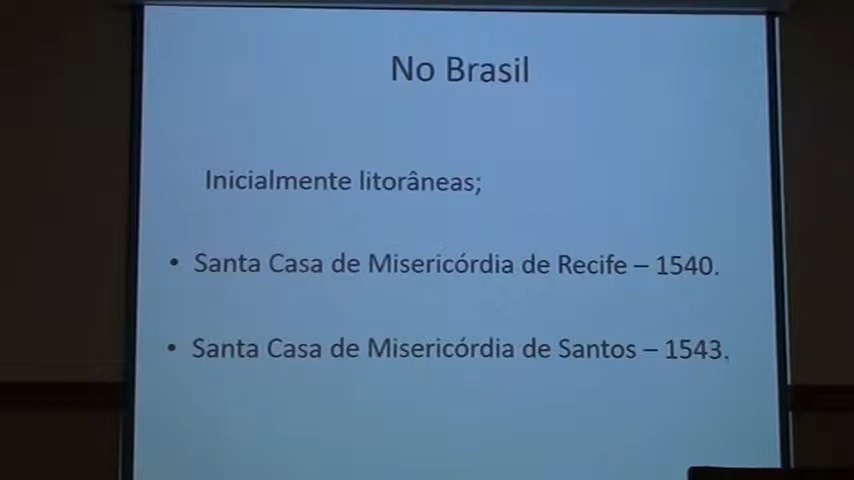 No Brasil
Inicialmente litorâneas;
• Santa Casa de Misericórdia de Recife – 1540.
• Santa Casa de Misericórdia de Santos – 1543.